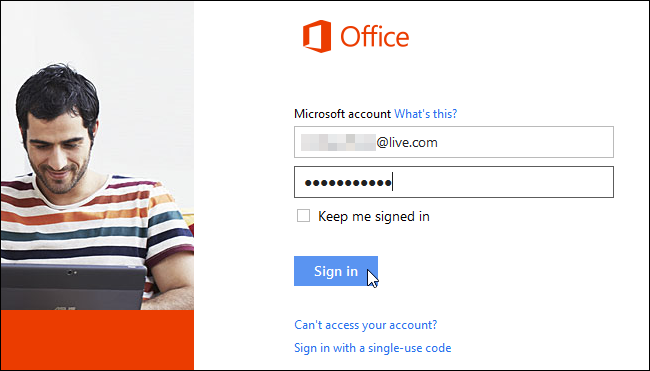 Office
Microsoft account What's this?
@live.com
●●●●●●●●●●●
Keep me signed in
Sign in
Can't access your account?
Sign in with a single-use code